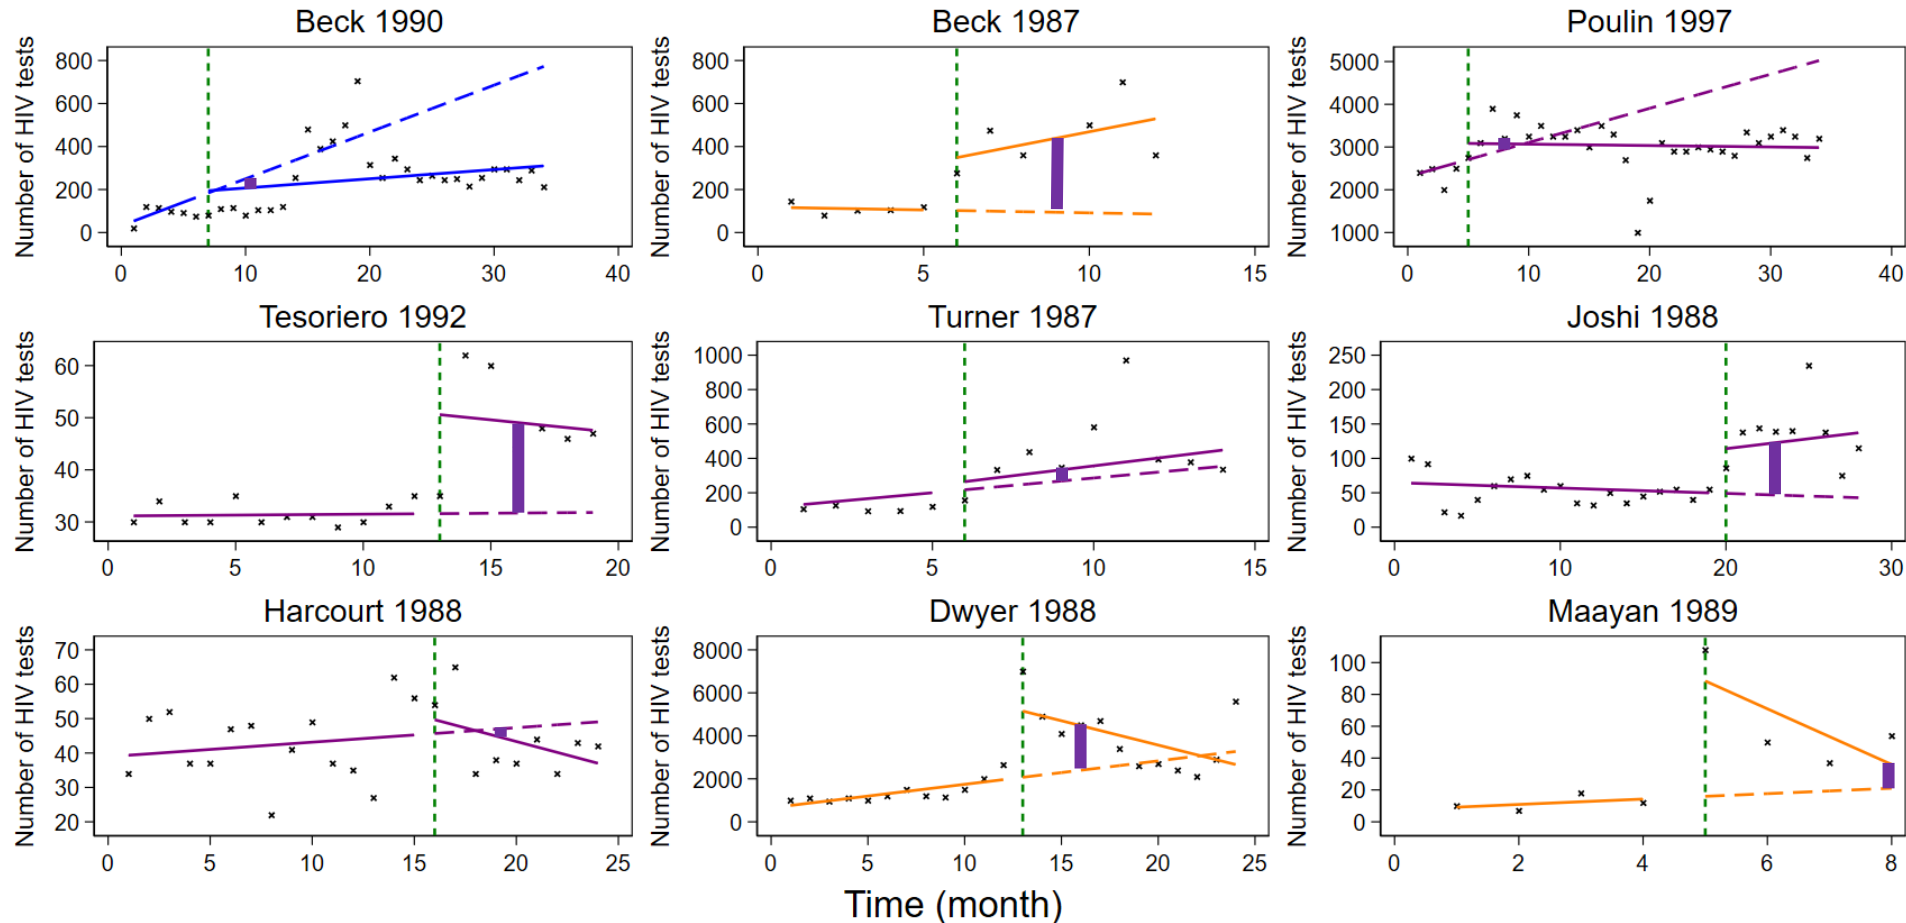 Beck 1990
Number of HIV tests
800
600
400
200
0
0 10 20 30 40
Beck 1987
Number of HIV tests
800
600
400
200
0
0 5 10 15
Poulin 1997
Number of HIV tests
5000
4000
3000
2000
1000
0 10 20 30 40
Tesoriero 1992
Number of HIV tests
60
50
40
30
0 5 10 15 20
Turner 1987
Number of HIV tests
1000
800
600
400
200
0
0 5 10 15
Joshi 1988
Number of HIV tests
250
200
150
100
50
0
0 10 20 30
Harcourt 1988
Number of HIV tests
70
60
50
40
30
20
0 5 10 15 20 25
Dwyer 1988
Number of HIV tests
8000
6000
4000
2000
0
0 5 10 15 20 25
Maayan 1989
Number of HIV tests
100
80
60
40
20
0
0 2 4 6 8
Time (month)